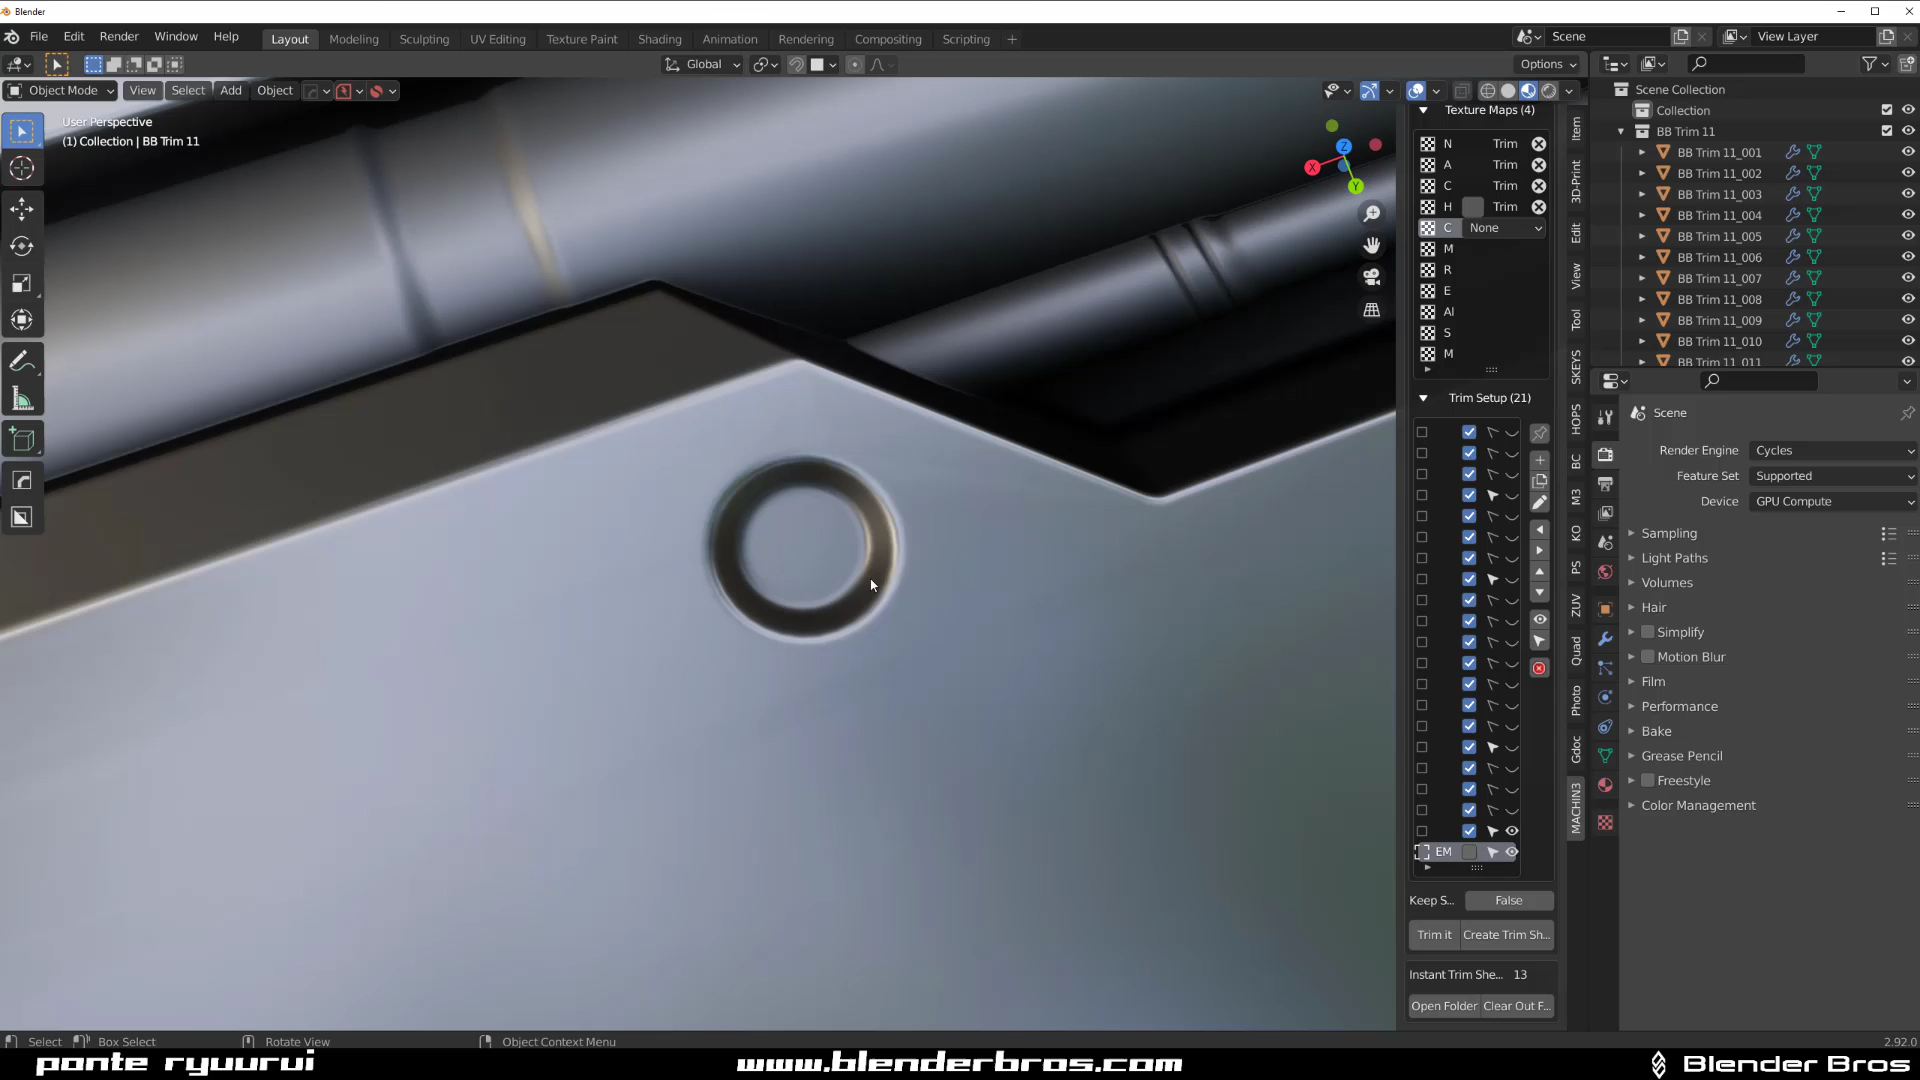 Blender
File Edit Render Window Help Layout Modeling Sculpting UV Editing Texture Paint Shading Animation Rendering Compositing Scripting + Scene View Layer
Global Options
Object Mode View Select Add Object
User Perspective
(1) Collection | BB Trim 11
Z
X
Y
Texture Maps (4)
N Trim
A Trim
C Trim
H Trim
C None
M
R
E
Al
S
M
Trim Setup (21)
EM
Keep S... False
Trim it Create Trim Sh...
Instant Trim She... 13
Open Folder Clear Out F...
Item
3D-Print
Edit
View
Tool
SKEYS
HOPS
BC
M3
KO
PS
ZUV
Quad
Photo
Gdoc
MACHIN3
Scene Collection
Collection
BB Trim 11
BB Trim 11_001
BB Trim 11_002
BB Trim 11_003
BB Trim 11_004
BB Trim 11_005
BB Trim 11_006
BB Trim 11_007
BB Trim 11_008
BB Trim 11_009
BB Trim 11_010
BB Trim 11_011
Scene
Render Engine Cycles
Feature Set Supported
Device GPU Compute
Sampling
Light Paths
Volumes
Hair
Simplify
Motion Blur
Film
Performance
Bake
Grease Pencil
Freestyle
Color Management
Select Box Select Rotate View Object Context Menu 2.92.0
ponte ryuurui www.blenderbros.com Blender Bros